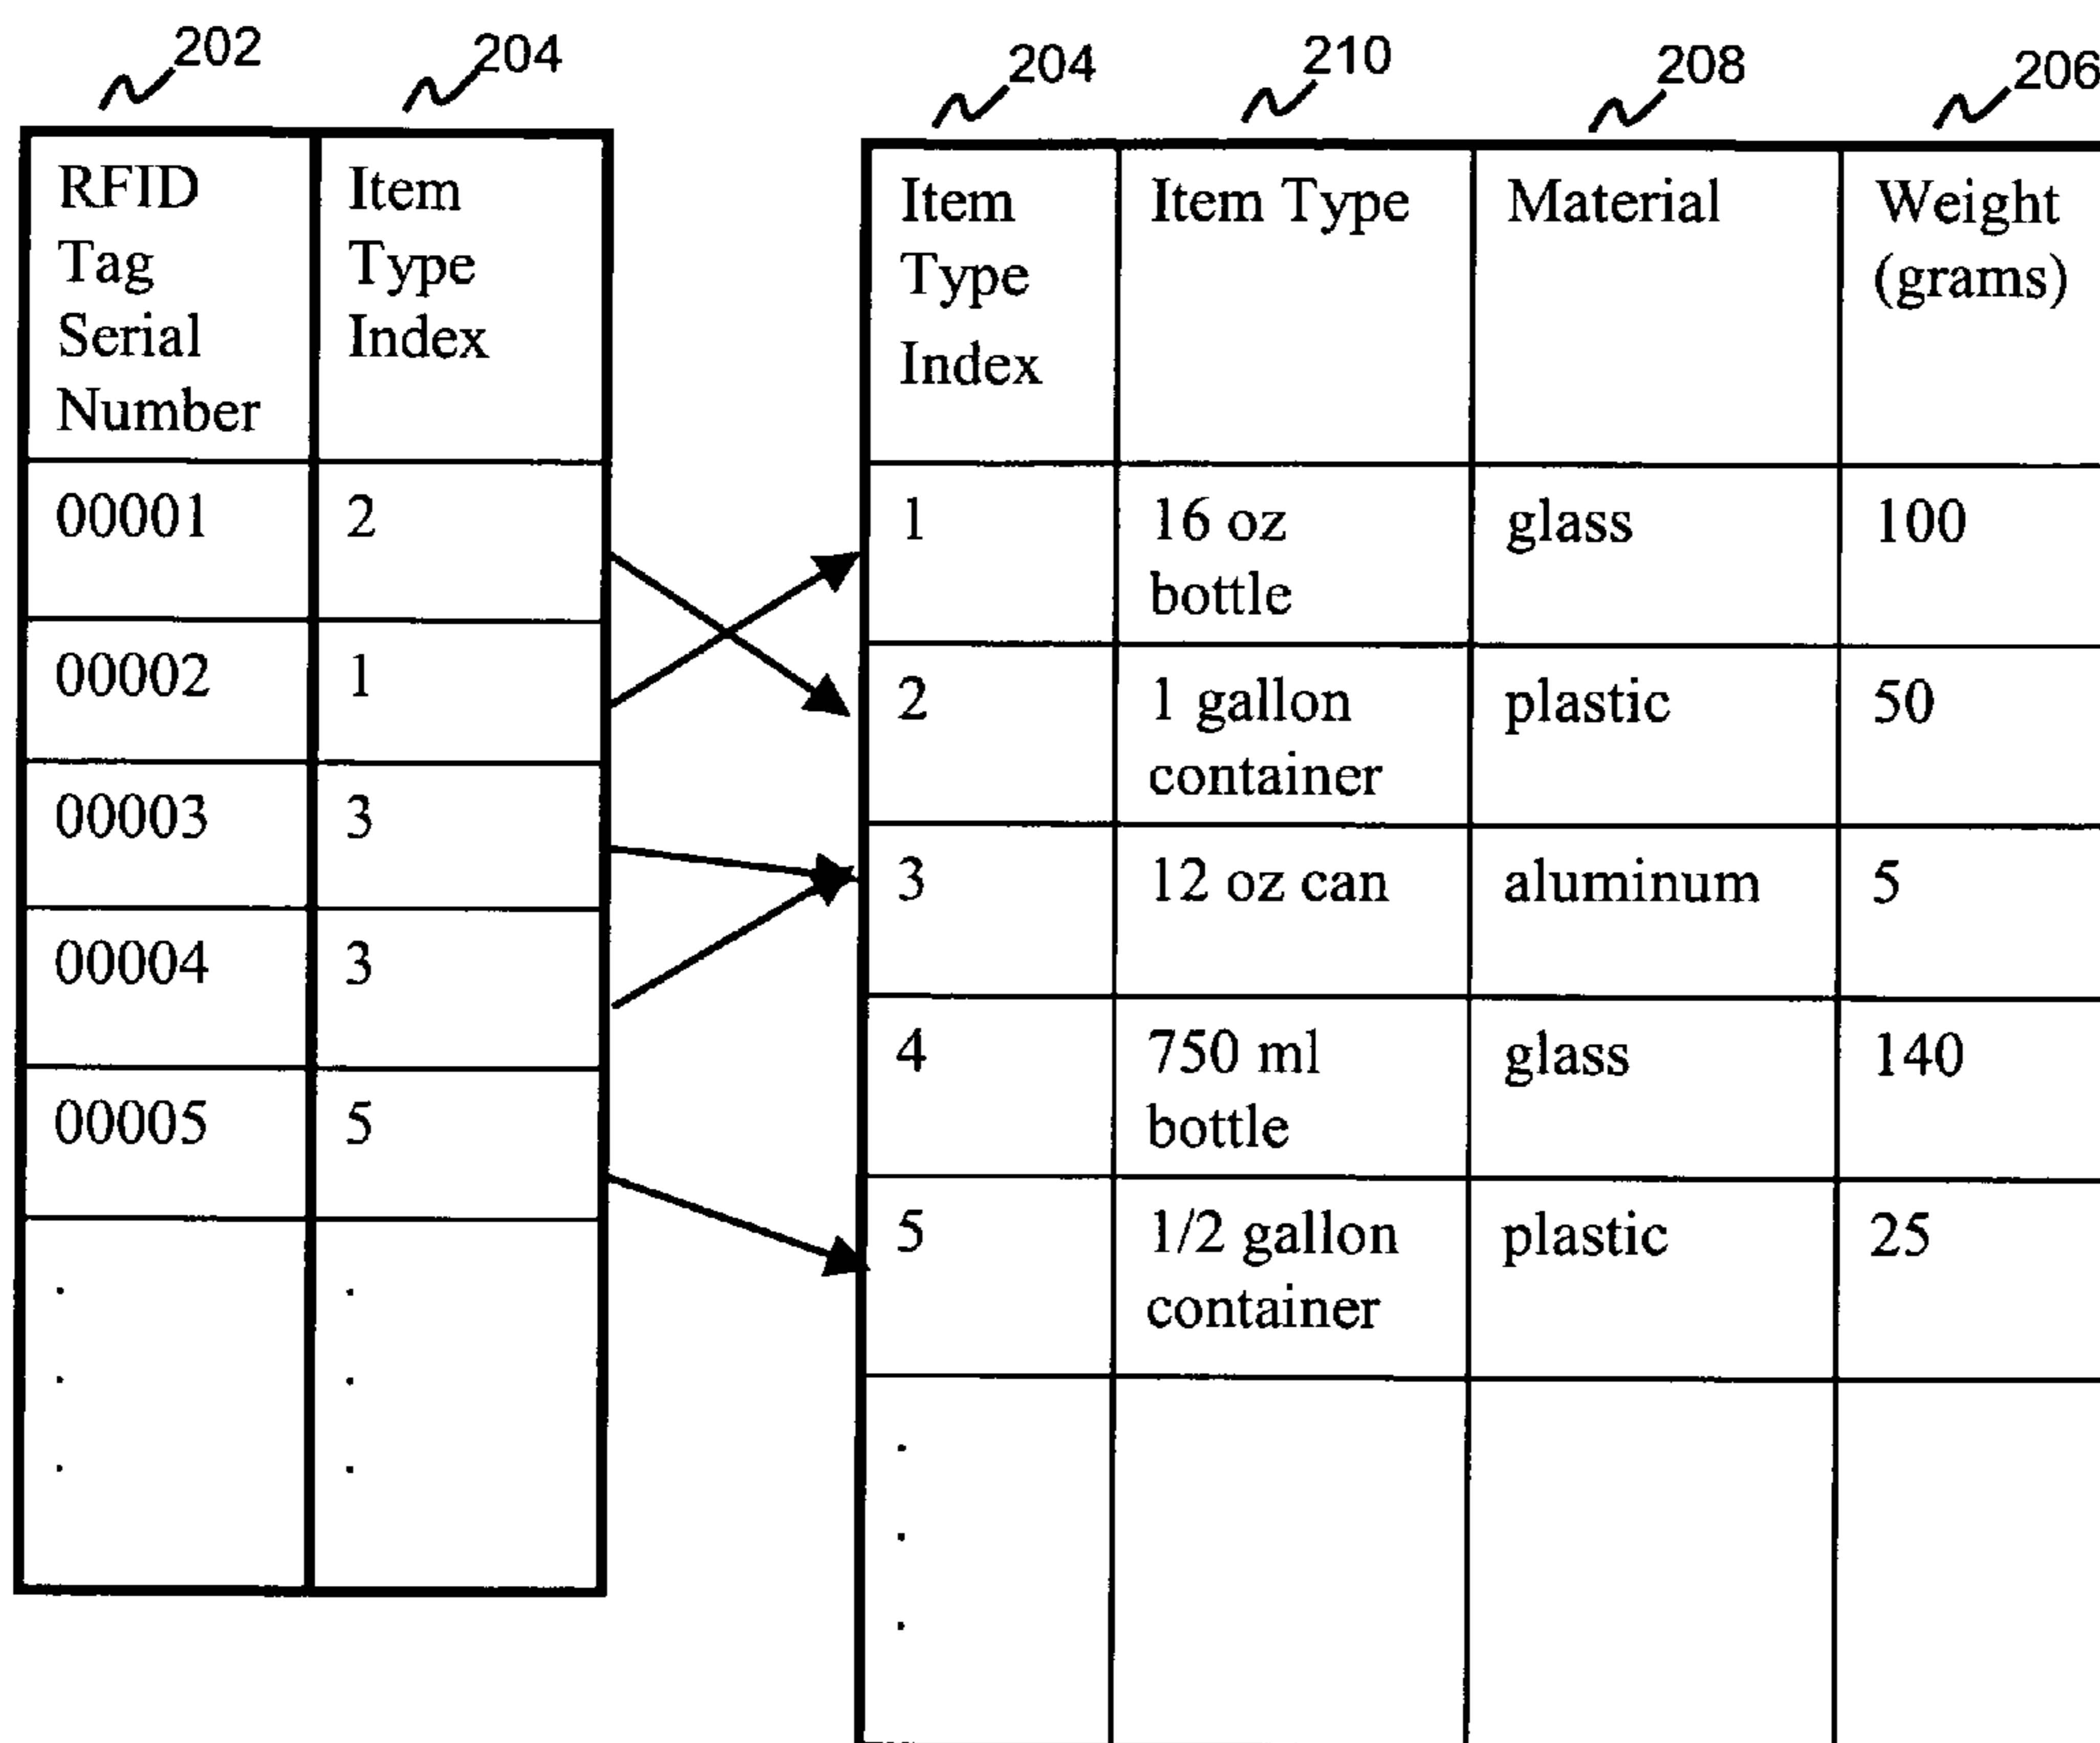 202
204
RFID
Tag
Serial
Number
Item
Type
Index
00001
2
00002
1
00003
3
00004
3
00005
5
.
.
.
.
.
.
204
210
208
206
Item
Type
Index
Item Type
Material
Weight
(grams)
1
16 oz
bottle
glass
100
2
1 gallon
container
plastic
50
3
12 oz can
aluminum
5
4
750 ml
bottle
glass
140
5
1/2 gallon
container
plastic
25
.
.
.